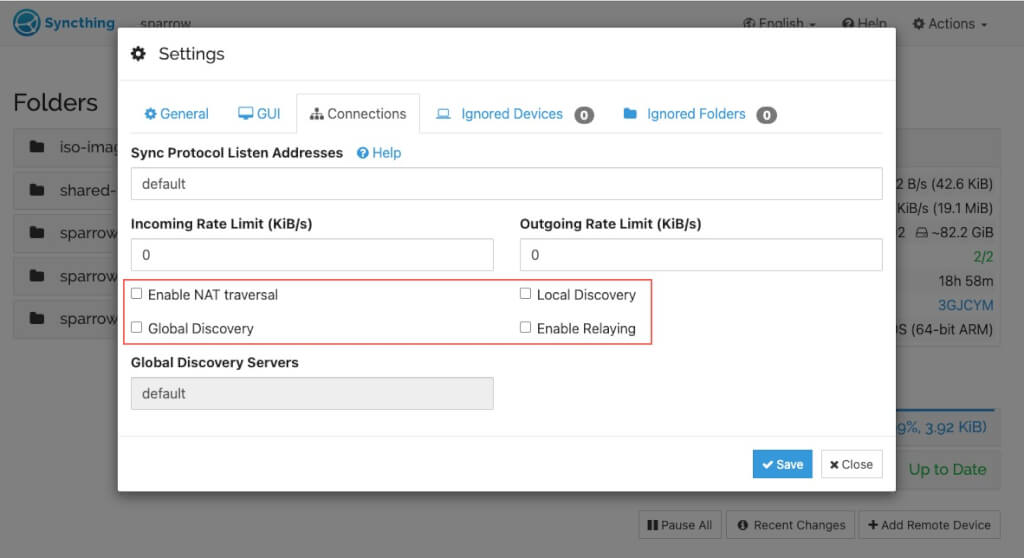 Syncthing sparrow English Help Actions
Settings
Folders
General GUI Connections Ignored Devices 0 Ignored Folders 0
iso-imag
Sync Protocol Listen Addresses Help
default
shared-
2 B/s (42.6 KiB)
KiB/s (19.1 MiB)
Incoming Rate Limit (KiB/s) Outgoing Rate Limit (KiB/s)
sparrow
2 ~82.2 GiB
0 0
2/2
sparrow
18h 58m
Enable NAT traversal Local Discovery
3GJCYM
sparrow
Global Discovery Enable Relaying
S (64-bit ARM)
Global Discovery Servers
default
9%, 3.92 KiB)
Save Close
Up to Date
Pause All Recent Changes Add Remote Device